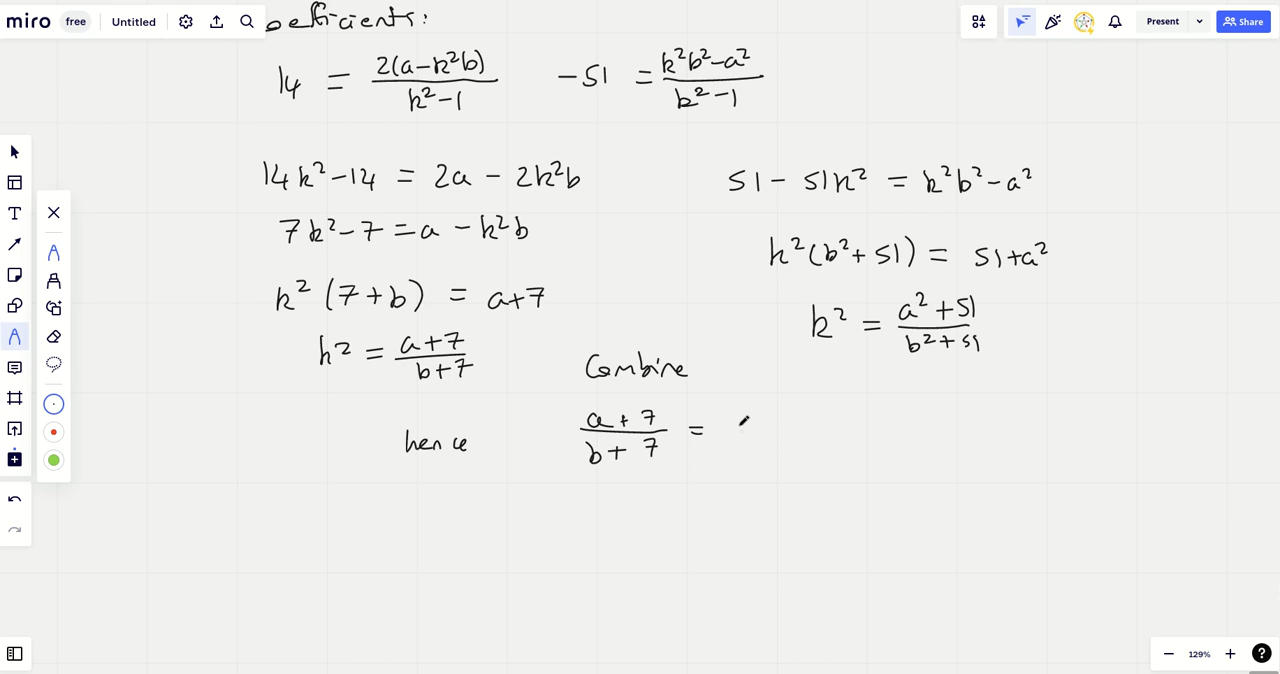 miro free Untitled Present Share
oefficients:
14 = 2(a-k²b)/(k²-1) -51 = (k²b²-a²)/(k²-1)
14k²-14 = 2a - 2k²b
51 - 51k² = k²b²-a²
7k²-7 = a - k²b
k²(b²+51) = 51+a²
k² (7+b) = a+7
k² = (a²+51)/(b²+51)
k² = (a+7)/(b+7)
Combine
hence (a+7)/(b+7) =
129%